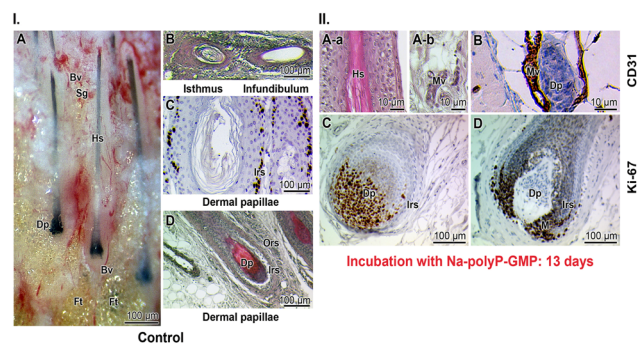 I.
II.
A
Bv
Sg
Hs
Dp
Bv
Ft
Ft
100 µm
Control
B
100 µm
Isthmus Infundibulum
C
Irs
100 µm
Dermal papillae
D
Ors
Dp
Irs
100 µm
Dermal papillae
A-a
Hs
10 µm
A-b
Mv
10 µm
B
Mv
Dp
10 µm
CD31
C
Dp
Irs
100 µm
D
Dp
Irs
M
100 µm
Ki-67
Incubation with Na-polyP-GMP: 13 days